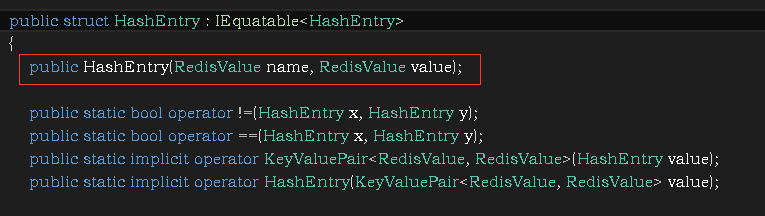 public struct HashEntry : IEquatable<HashEntry>
{
public HashEntry(RedisValue name, RedisValue value);
public static bool operator !=(HashEntry x, HashEntry y);
public static bool operator ==(HashEntry x, HashEntry y);
public static implicit operator KeyValuePair<RedisValue, RedisValue>(HashEntry value);
public static implicit operator HashEntry(KeyValuePair<RedisValue, RedisValue> value);